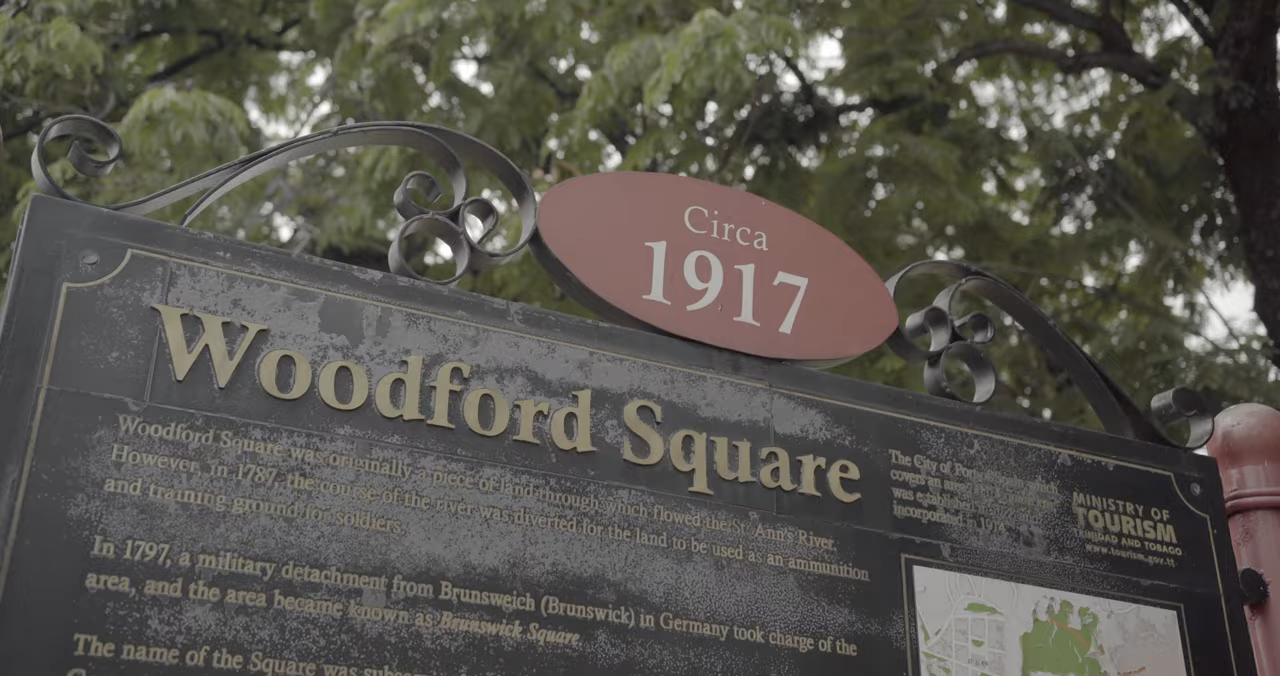 Circa
1917
Woodford Square
Woodford Square was originally a piece of land through which flowed the St. Ann's River.
However, in 1787, the course of the river was diverted for the land to be used as an ammunition
and training ground for soldiers.
In 1797, a military detachment from Brunsweich (Brunswick) in Germany took charge of the
area, and the area became known as Brunswick Square
The name of the Square was
The City of Port
covers an
was
incorporated in 1914
MINISTRY OF
TOURISM
TRINIDAD AND TOBAGO
www.tourism.gov.tt